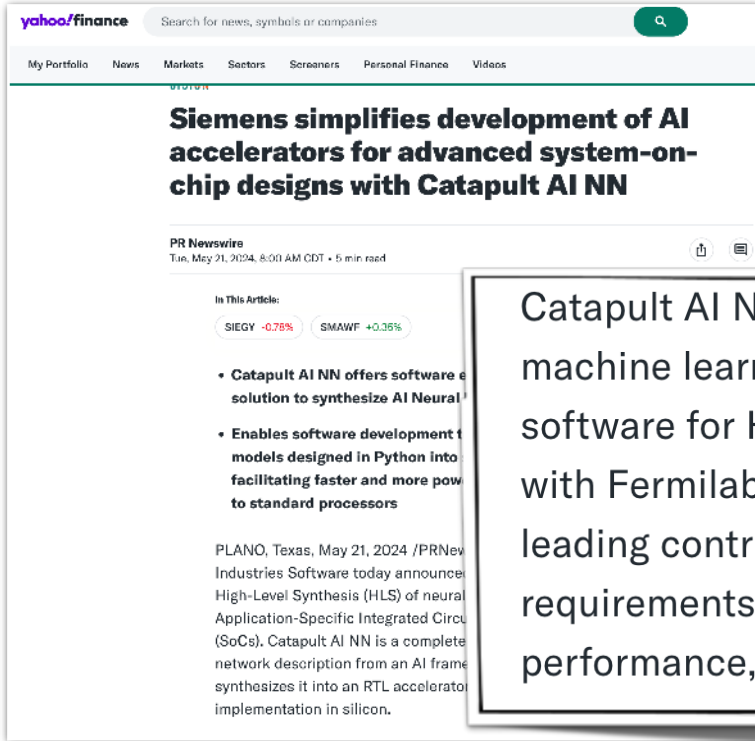 yahoo!finance
Search for news, symbols or companies
My Portfolio News Markets Sectors Screeners Personal Finance Videos
Siemens simplifies development of AI
accelerators for advanced system-on-
chip designs with Catapult AI NN
PR Newswire
Tue, May 21, 2024, 8:00 AM CDT • 5 min read
In This Article:
SIEGY -0.78% SMAWF +0.36%
• Catapult AI NN offers software e
solution to synthesize AI Neural
• Enables software development t
models designed in Python into
facilitating faster and more pow
to standard processors
PLANO, Texas, May 21, 2024 /PRNew
Industries Software today announce
High-Level Synthesis (HLS) of neural
Application-Specific Integrated Circu
(SoCs). Catapult AI NN is a complete
network description from an AI frame
synthesizes it into an RTL accelerator
implementation in silicon.
Catapult AI N
machine learn
software for H
with Fermilab
leading contr
requirements
performance,